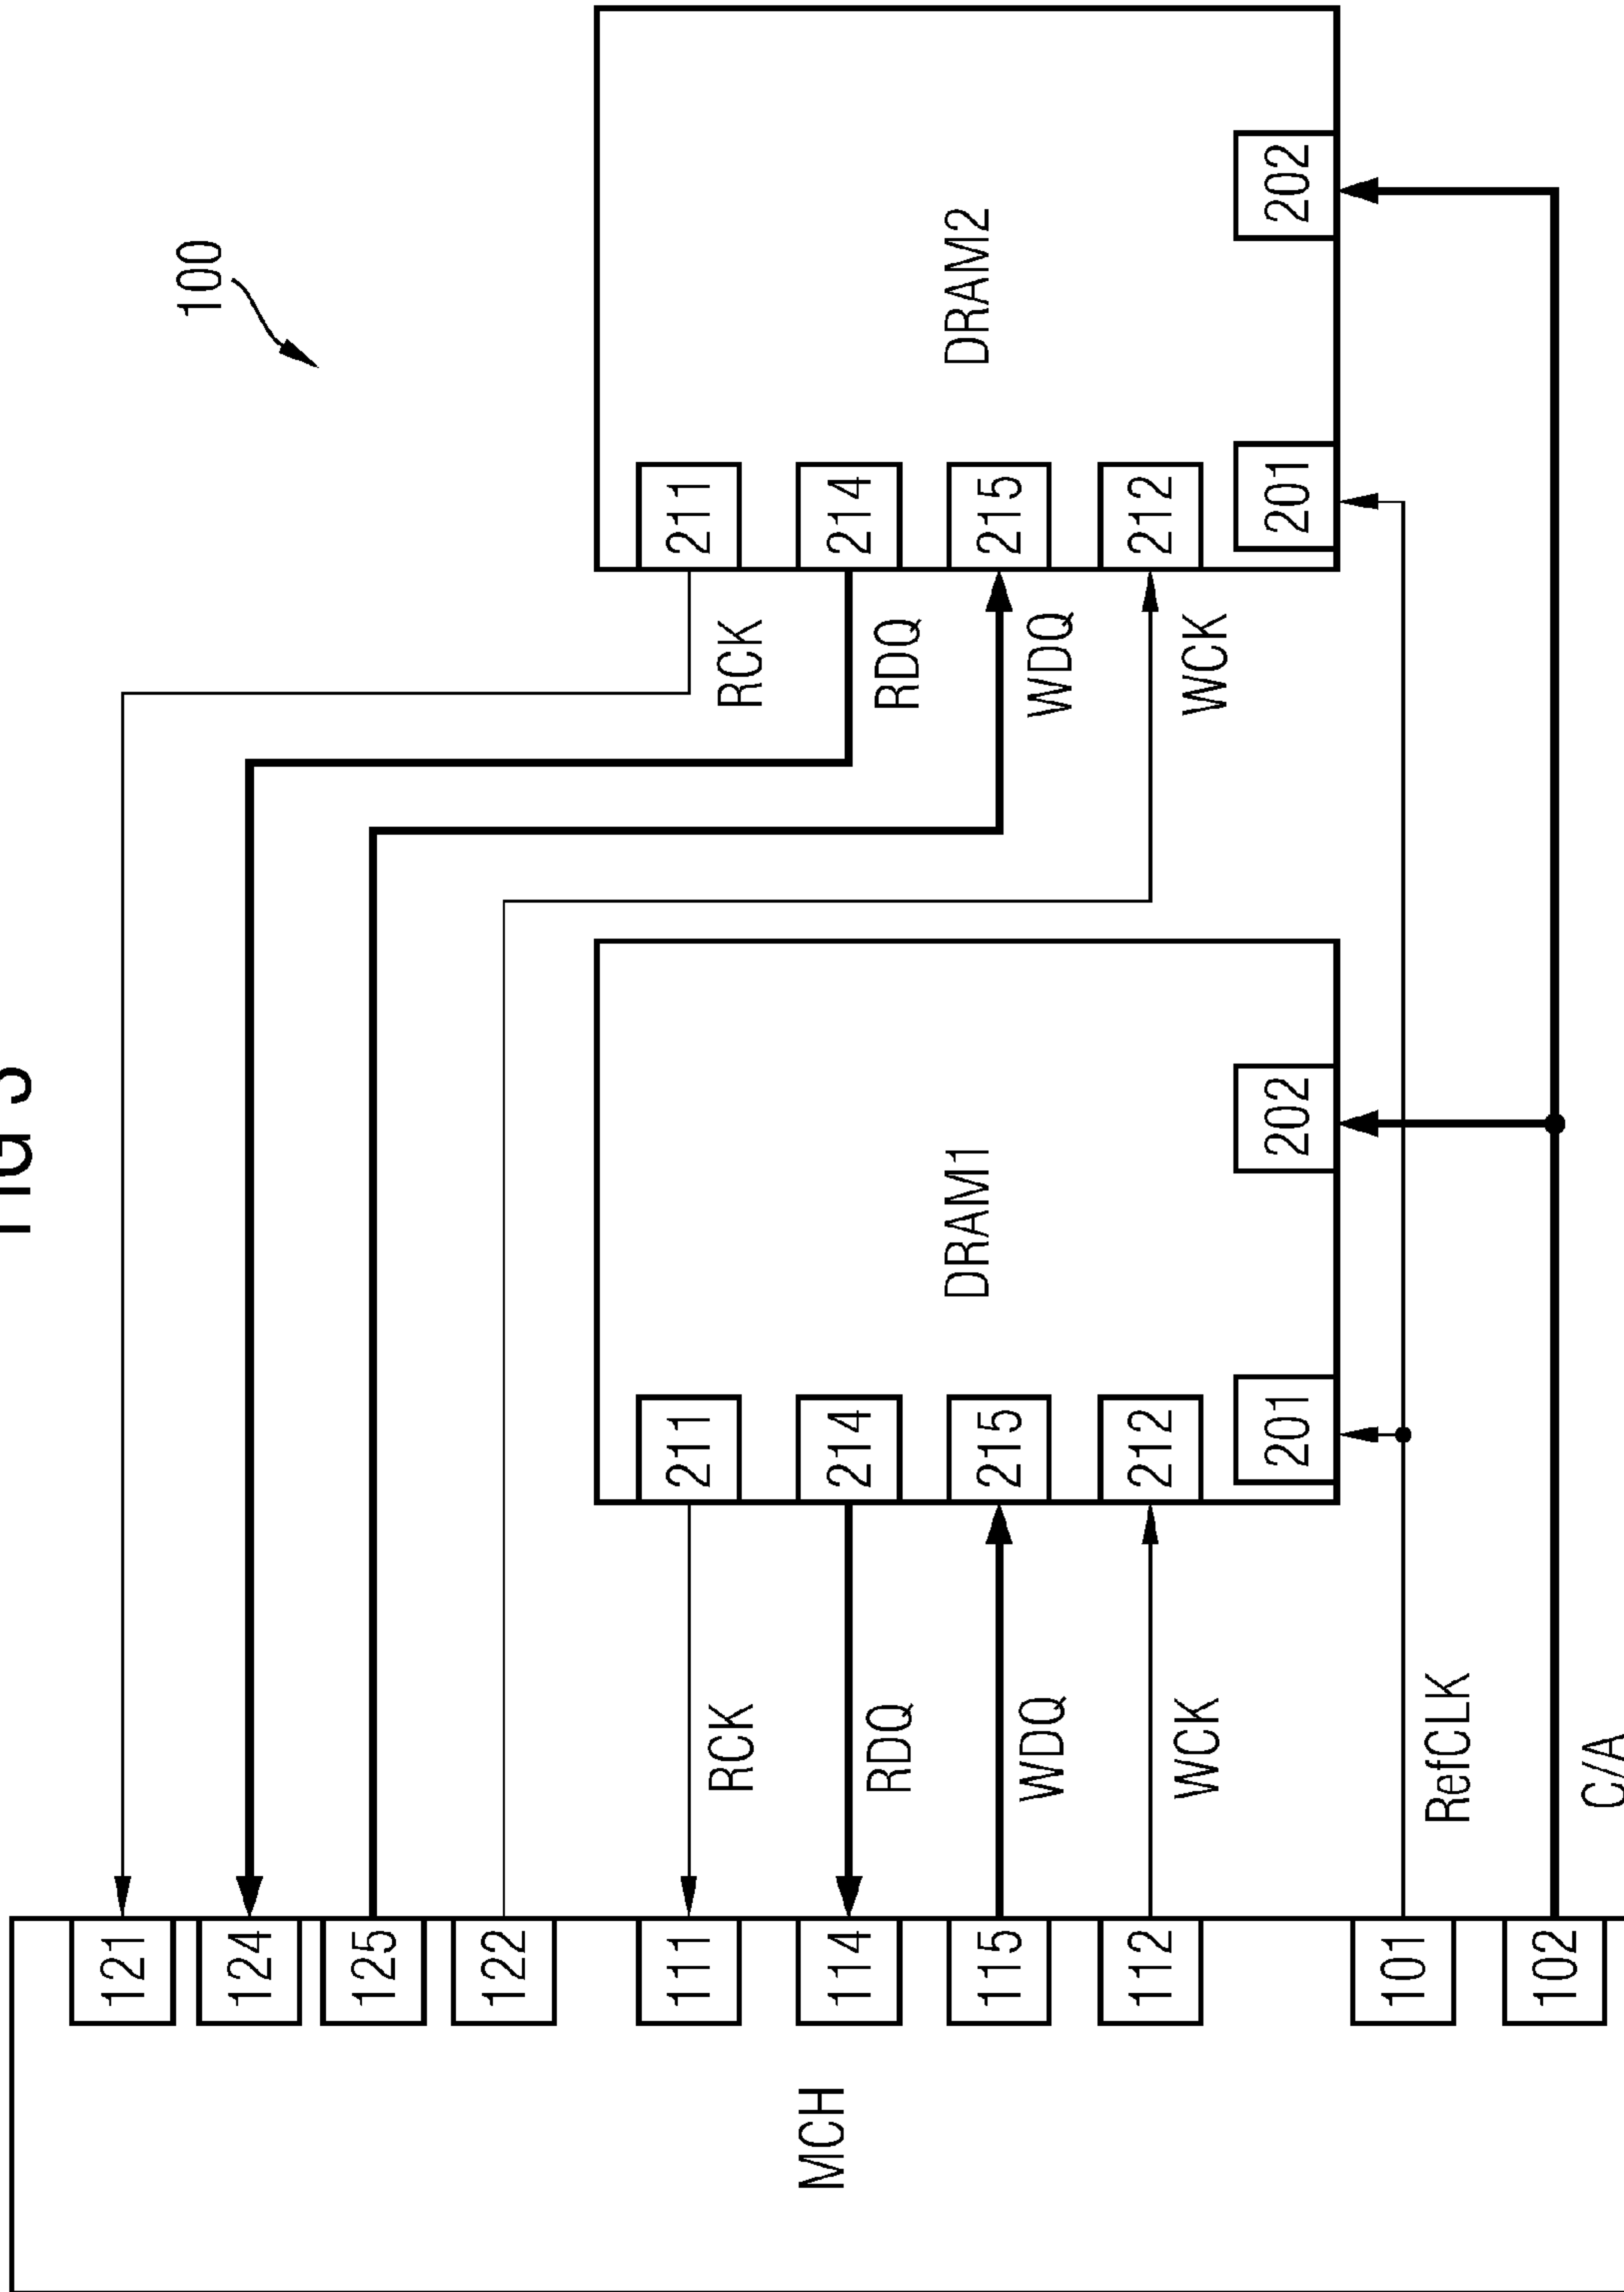 FIG
121
100
124
125
122
111 211 211
RCK RCK
MCH
114 214 214
RDQ RDQ
DRAM1 DRAM2
115 215 215
WDQ WDQ
112 212 212
WCK WCK
201 202 201 202
101
RefCLK
102
C/A